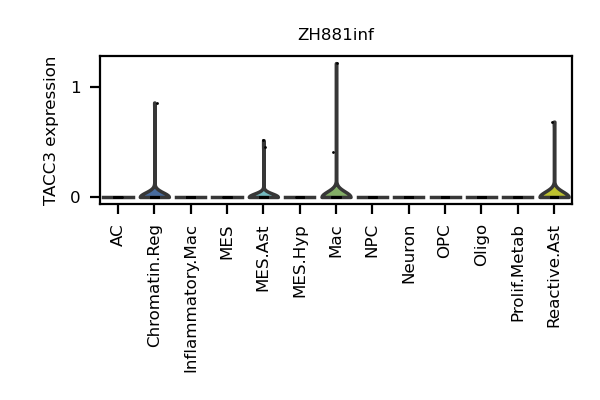 ZH881inf
TACC3 expression
1
0
AC
Chromatin.Reg
Inflammatory.Mac
MES
MES.Ast
MES.Hyp
Mac
NPC
Neuron
OPC
Oligo
Prolif.Metab
Reactive.Ast